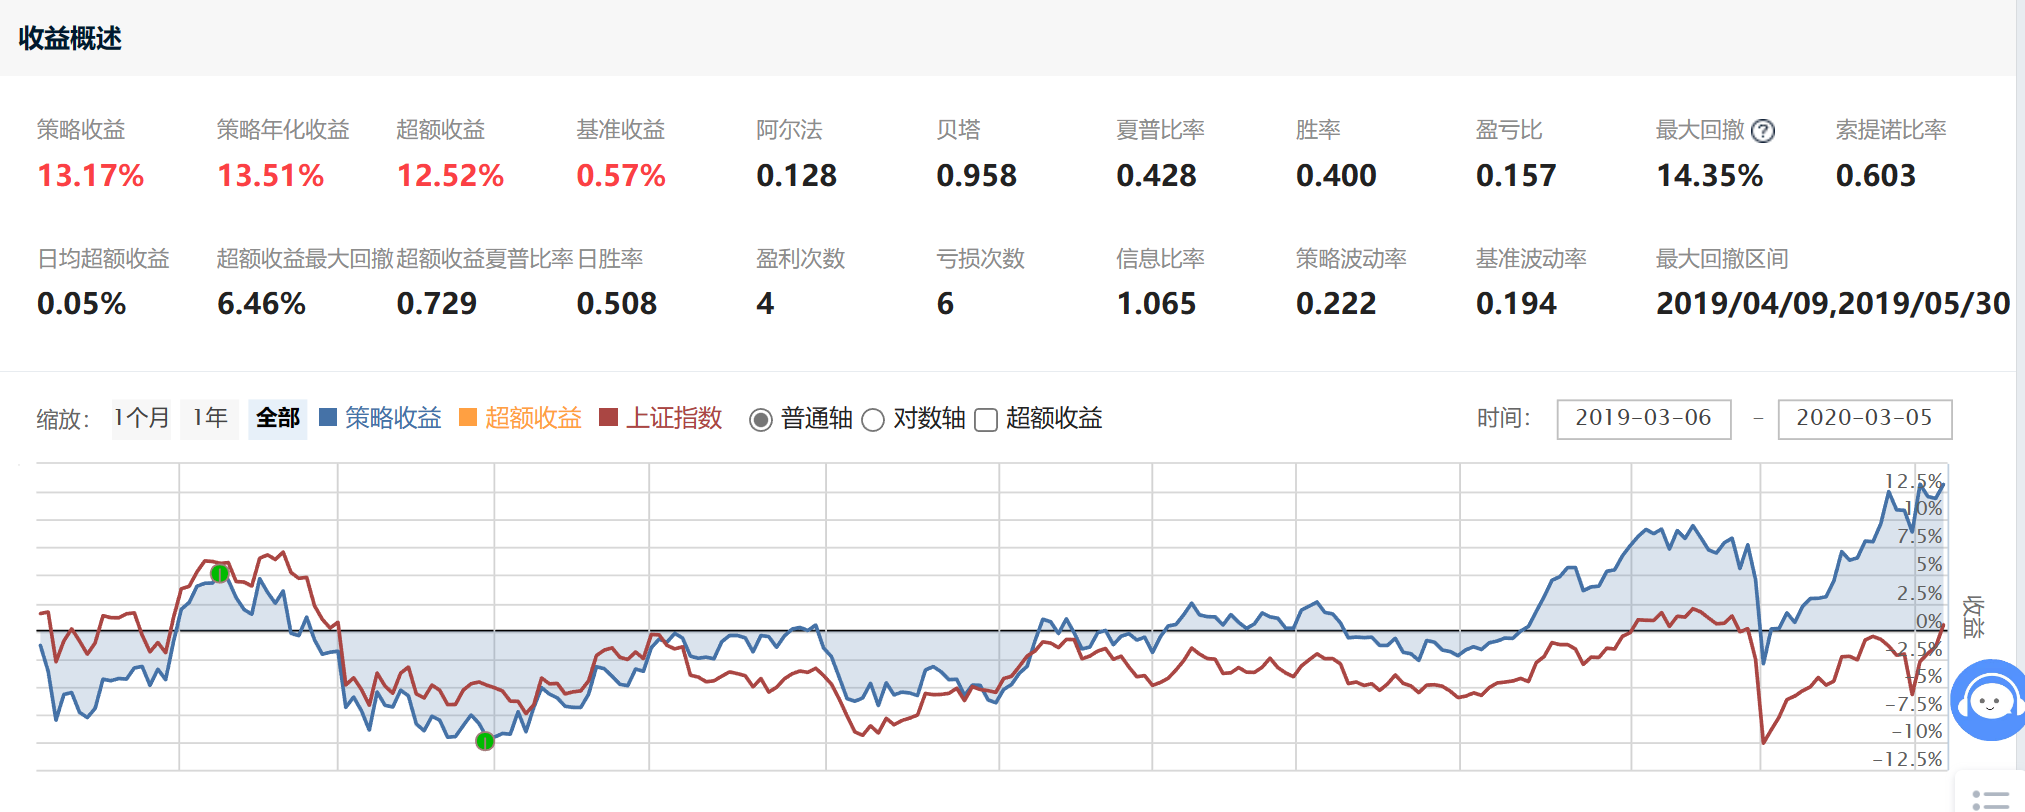 收益概述
策略收益 策略年化收益 超额收益 基准收益 阿尔法 贝塔 夏普比率 胜率 盈亏比 最大回撤 ? 索提诺比率
13.17% 13.51% 12.52% 0.57% 0.128 0.958 0.428 0.400 0.157 14.35% 0.603
日均超额收益 超额收益最大回撤 超额收益夏普比率 日胜率 盈利次数 亏损次数 信息比率 策略波动率 基准波动率 最大回撤区间
0.05% 6.46% 0.729 0.508 4 6 1.065 0.222 0.194 2019/04/09,2019/05/30
缩放: 1个月 1年 全部 策略收益 超额收益 上证指数 普通轴 对数轴 超额收益 时间: 2019-03-06 - 2020-03-05
12.5%
10%
7.5%
5%
2.5%
0%
-2.5%
-5%
-7.5%
-10%
-12.5%
收益